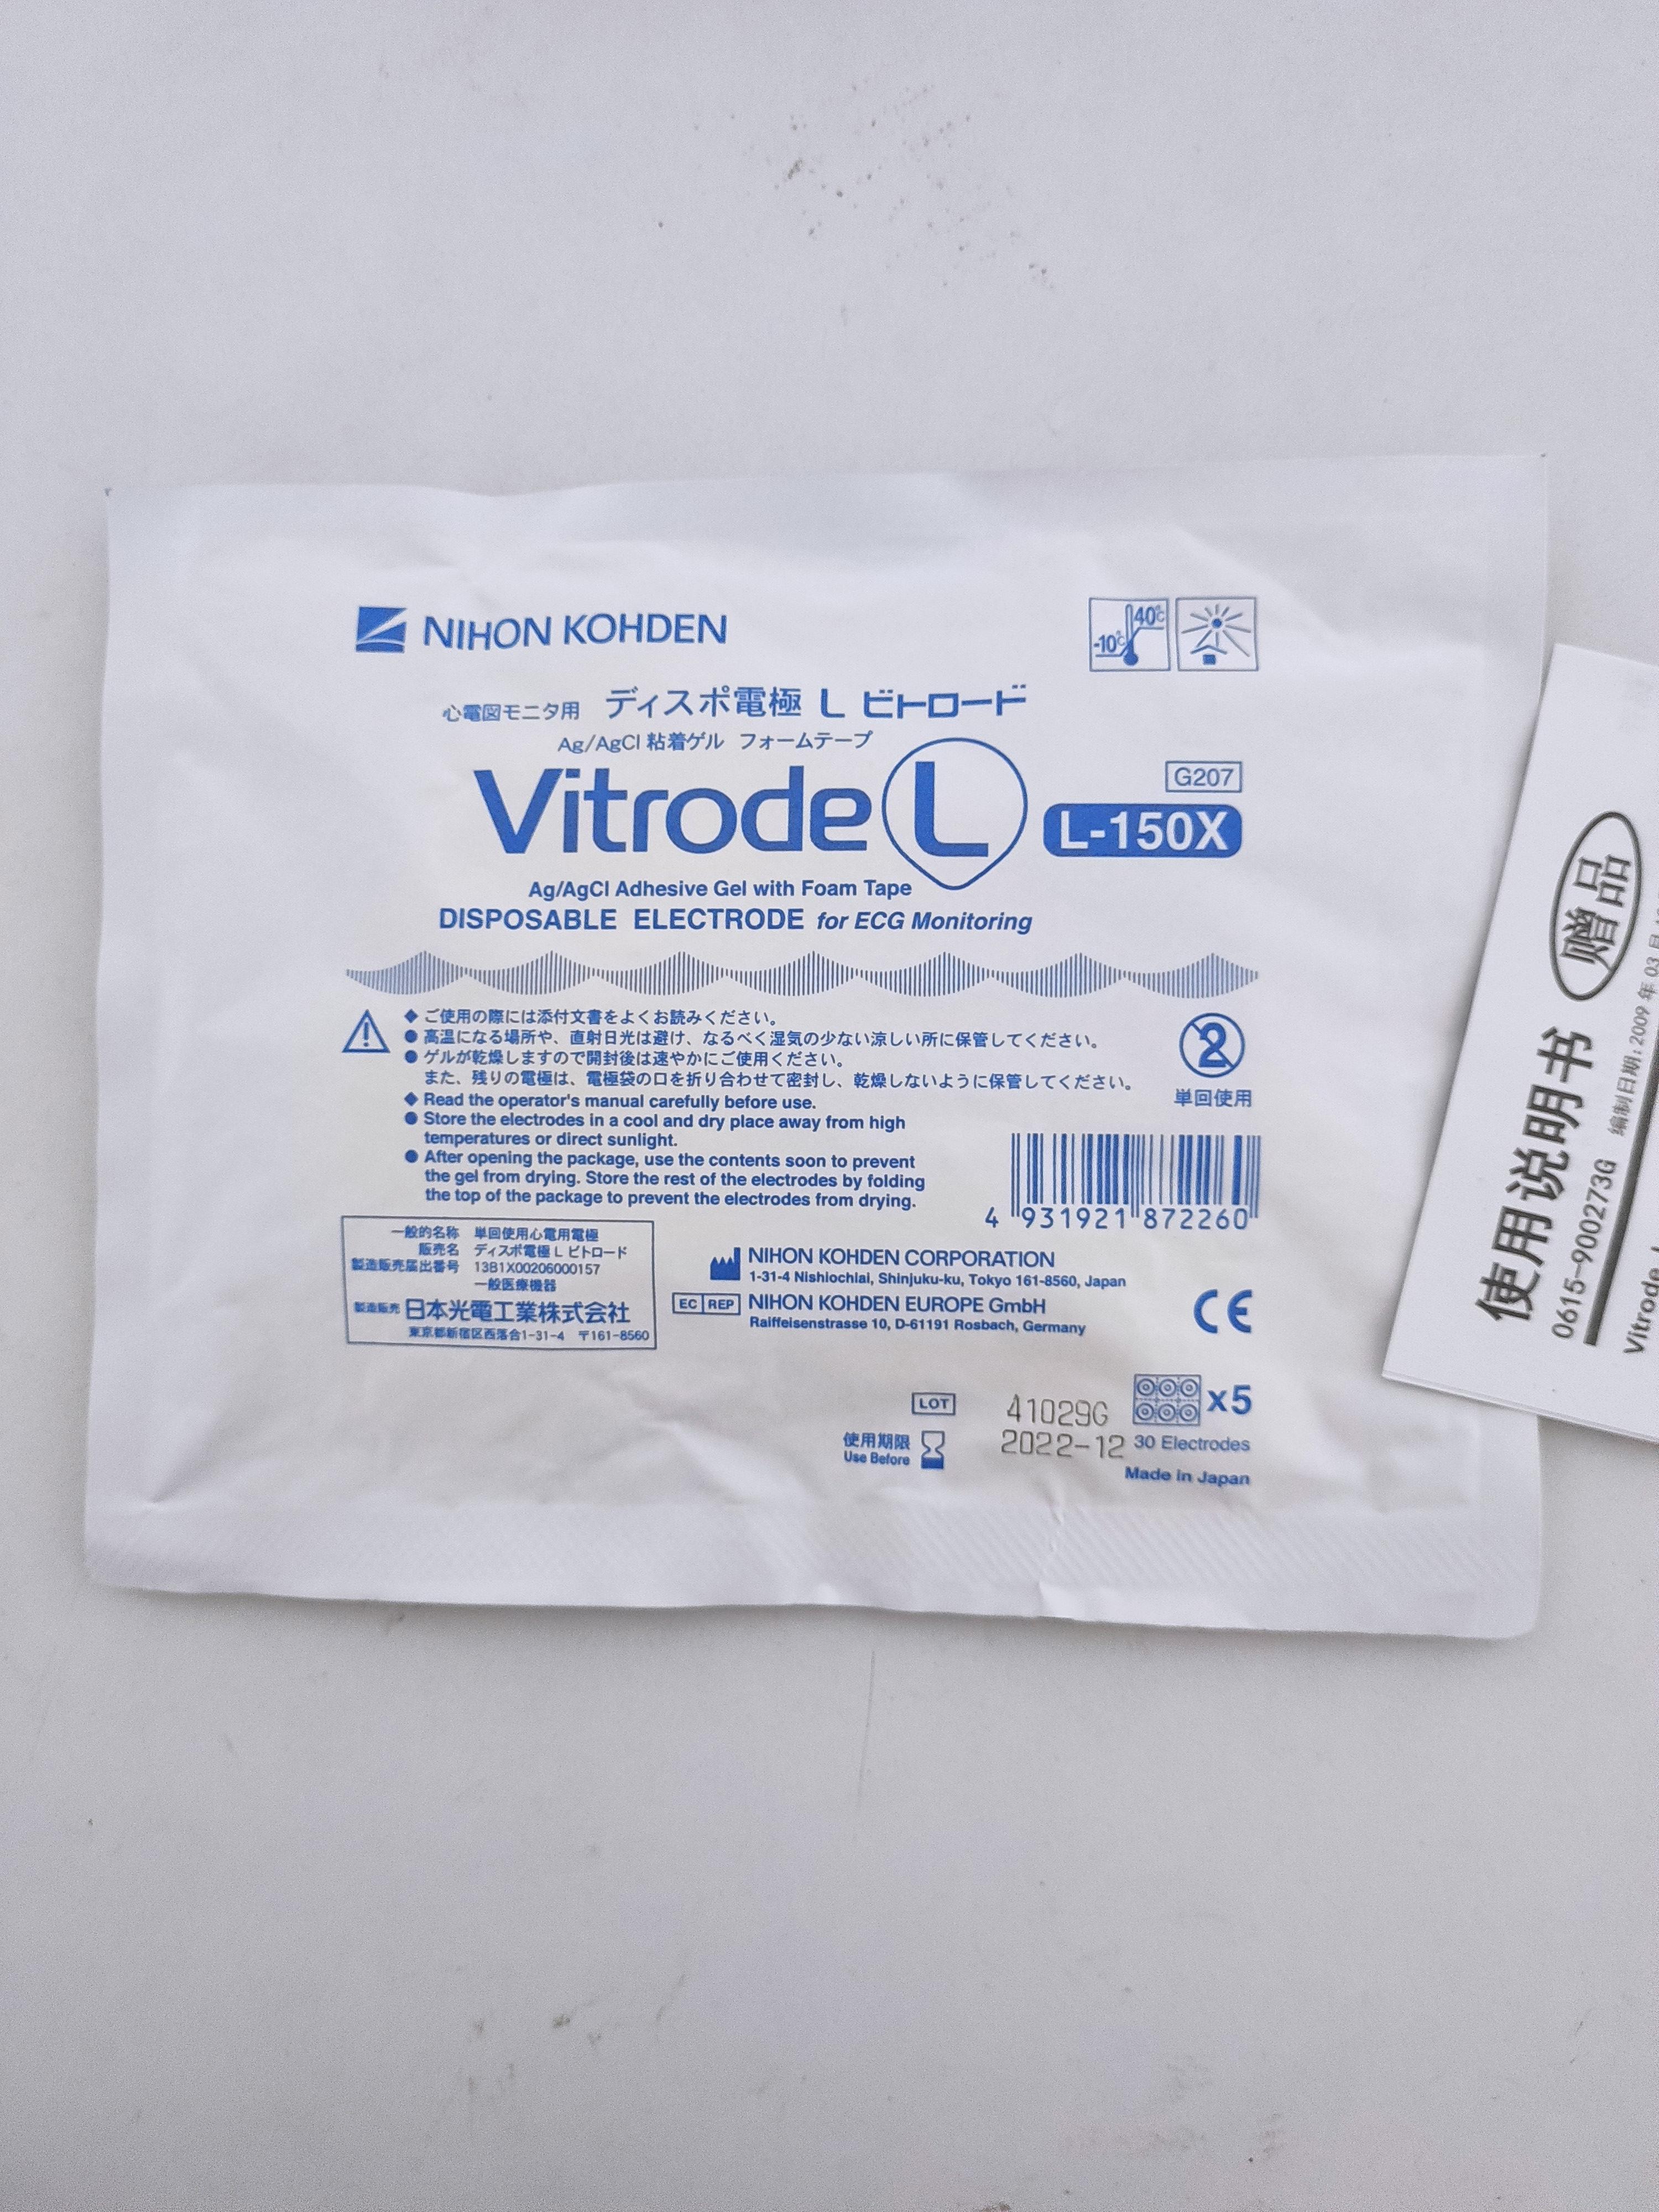 NIHON KOHDEN
-10℃ 40℃
心電図モニタ用 ディスポ電極 L ビトロード
Ag/AgCl 粘着ゲル フォームテープ
Vitrode L
G207
L-150X
Ag/AgCl Adhesive Gel with Foam Tape
DISPOSABLE ELECTRODE for ECG Monitoring
◆ ご使用の際には添付文書をよくお読みください。
● 高温になる場所や、直射日光は避け、なるべく湿気の少ない涼しい所に保管してください。
● ゲルが乾燥しますので開封後は速やかにご使用ください。
また、残りの電極は、電極袋の口を折り合わせて密封し、乾燥しないように保管してください。
◆ Read the operator's manual carefully before use.
● Store the electrodes in a cool and dry place away from high
temperatures or direct sunlight.
● After opening the package, use the contents soon to prevent
the gel from drying. Store the rest of the electrodes by folding
the top of the package to prevent the electrodes from drying.
2
単回使用
4 931921 872260
一般的名称 単回使用心電用電極
販売名 ディスポ電極 L ビトロード
製造販売届出番号 13B1X00206000157
一般医療機器
製造販売 日本光電工業株式会社
東京都新宿区西落合1-31-4 〒161-8560
NIHON KOHDEN CORPORATION
1-31-4 Nishiochiai, Shinjuku-ku, Tokyo 161-8560, Japan
EC REP NIHON KOHDEN EUROPE GmbH
Raiffeisenstrasse 10, D-61191 Rosbach, Germany
CE
LOT 41029G
使用期限
Use Before
2022-12
x5
30 Electrodes
Made in Japan
使用说明书 赠品
0615-900273G 编制日期:2009 年 03 月
Vitrode